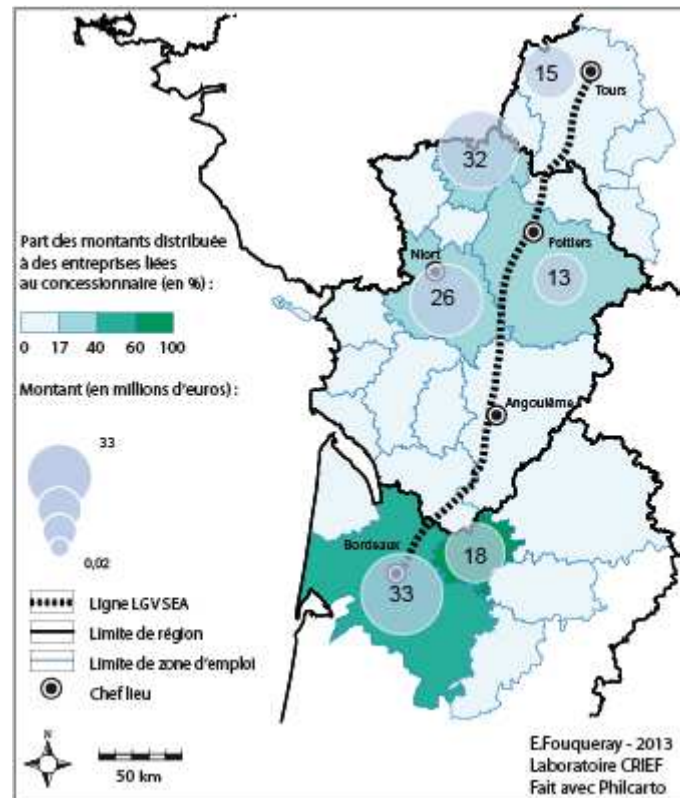 15
Tours
32
Part des montants distribuée
à des entreprises liées
au concessionnaire (en %) :
0 17 40 60 100
Poitiers
Niort
13
26
Montant (en millions d'euros) :
33
0,02
Angoulême
Bordeaux
18
33
Ligne LGV SEA
Limite de région
Limite de zone d'emploi
Chef lieu
N
50 km
E.Fouqueray - 2013
Laboratoire CRIEF
Fait avec Philcarto